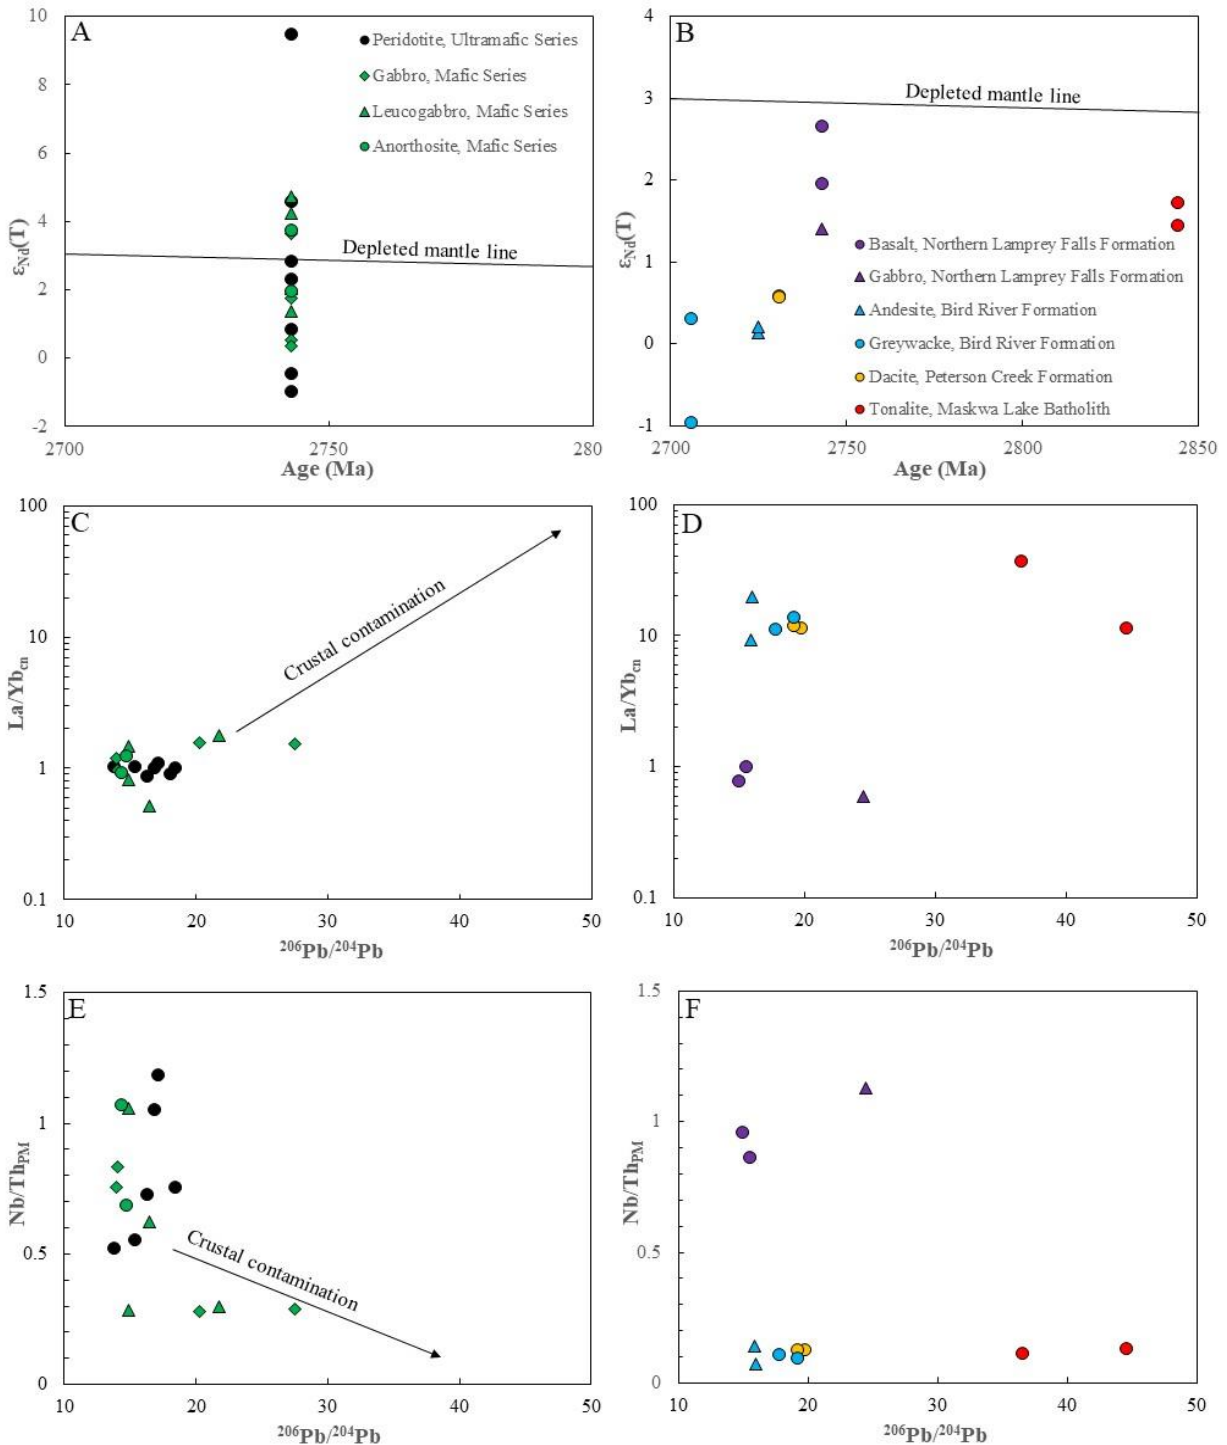 A
10
8
6
4
2
0
-2
εNd(T)
Peridotite, Ultramafic Series
Gabbro, Mafic Series
Leucogabbro, Mafic Series
Anorthosite, Mafic Series
Depleted mantle line
2700
2750
280
Age (Ma)
B
4
3
2
1
0
-1
εNd(T)
Depleted mantle line
Basalt, Northern Lamprey Falls Formation
Gabbro, Northern Lamprey Falls Formation
Andesite, Bird River Formation
Greywacke, Bird River Formation
Dacite, Peterson Creek Formation
Tonalite, Maskwa Lake Batholith
2700
2750
2800
2850
Age (Ma)
C
100
10
1
0.1
La/Ybcn
Crustal contamination
10
20
30
40
50
206Pb/204Pb
D
100
10
1
0.1
La/Ybcn
10
20
30
40
50
206Pb/204Pb
E
1.5
1
0.5
0
Nb/ThPM
Crustal contamination
10
20
30
40
50
206Pb/204Pb
F
1.5
1
0.5
0
Nb/ThPM
10
20
30
40
50
206Pb/204Pb